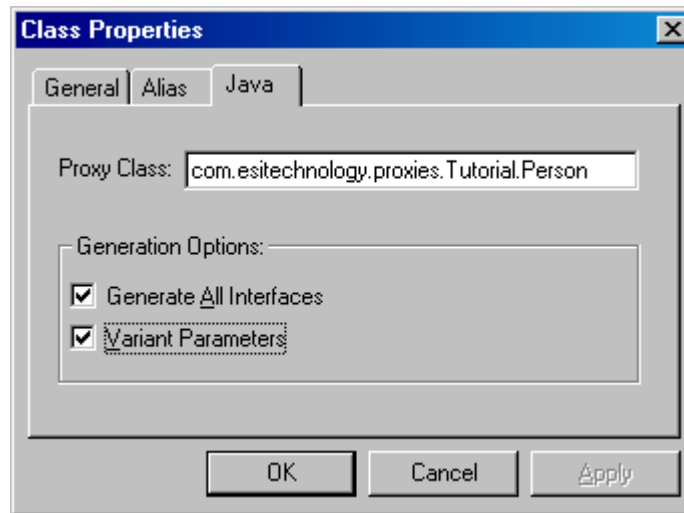 Class Properties
General Alias Java
Proxy Class: com.esitechnology.proxies.Tutorial.Person
Generation Options:
Generate All Interfaces
Variant Parameters
OK Cancel Apply